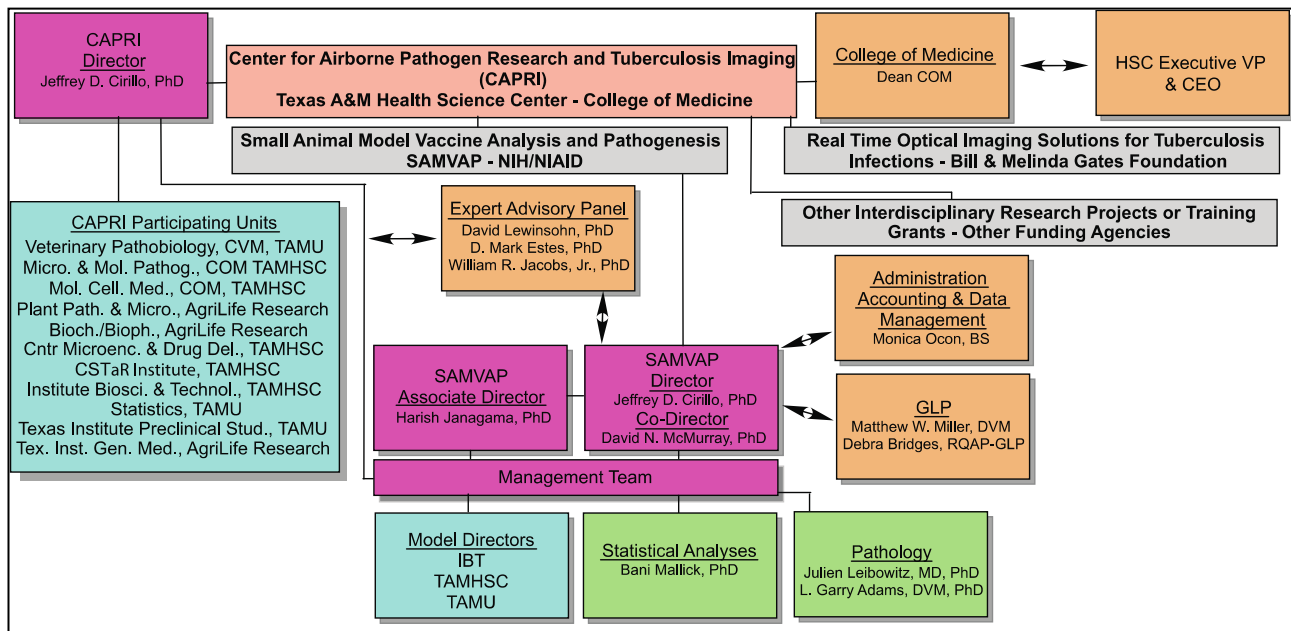 CAPRI
Director
Jeffrey D. Cirillo, PhD
Center for Airborne Pathogen Research and Tuberculosis Imaging
(CAPRI)
Texas A&M Health Science Center - College of Medicine
College of Medicine
Dean COM
HSC Executive VP
& CEO
Small Animal Model Vaccine Analysis and Pathogenesis
SAMVAP - NIH/NIAID
Real Time Optical Imaging Solutions for Tuberculosis
Infections - Bill & Melinda Gates Foundation
Other Interdisciplinary Research Projects or Training
Grants - Other Funding Agencies
CAPRI Participating Units
Veterinary Pathobiology, CVM, TAMU
Micro. & Mol. Pathog., COM TAMHSC
Mol. Cell. Med., COM, TAMHSC
Plant Path. & Micro., AgriLife Research
Bioch./Bioph., AgriLife Research
Cntr Microenc. & Drug Del., TAMHSC
CSTaR Institute, TAMHSC
Institute Biosci. & Technol., TAMHSC
Statistics, TAMU
Texas Institute Preclinical Stud., TAMU
Tex. Inst. Gen. Med., AgriLife Research
Expert Advisory Panel
David Lewinsohn, PhD
D. Mark Estes, PhD
William R. Jacobs, Jr., PhD
Administration
Accounting & Data
Management
Monica Ocon, BS
SAMVAP
Associate Director
Harish Janagama, PhD
SAMVAP
Director
Jeffrey D. Cirillo, PhD
Co-Director
David N. McMurray, PhD
GLP
Matthew W. Miller, DVM
Debra Bridges, RQAP-GLP
Management Team
Model Directors
IBT
TAMHSC
TAMU
Statistical Analyses
Bani Mallick, PhD
Pathology
Julien Leibowitz, MD, PhD
L. Garry Adams, DVM, PhD